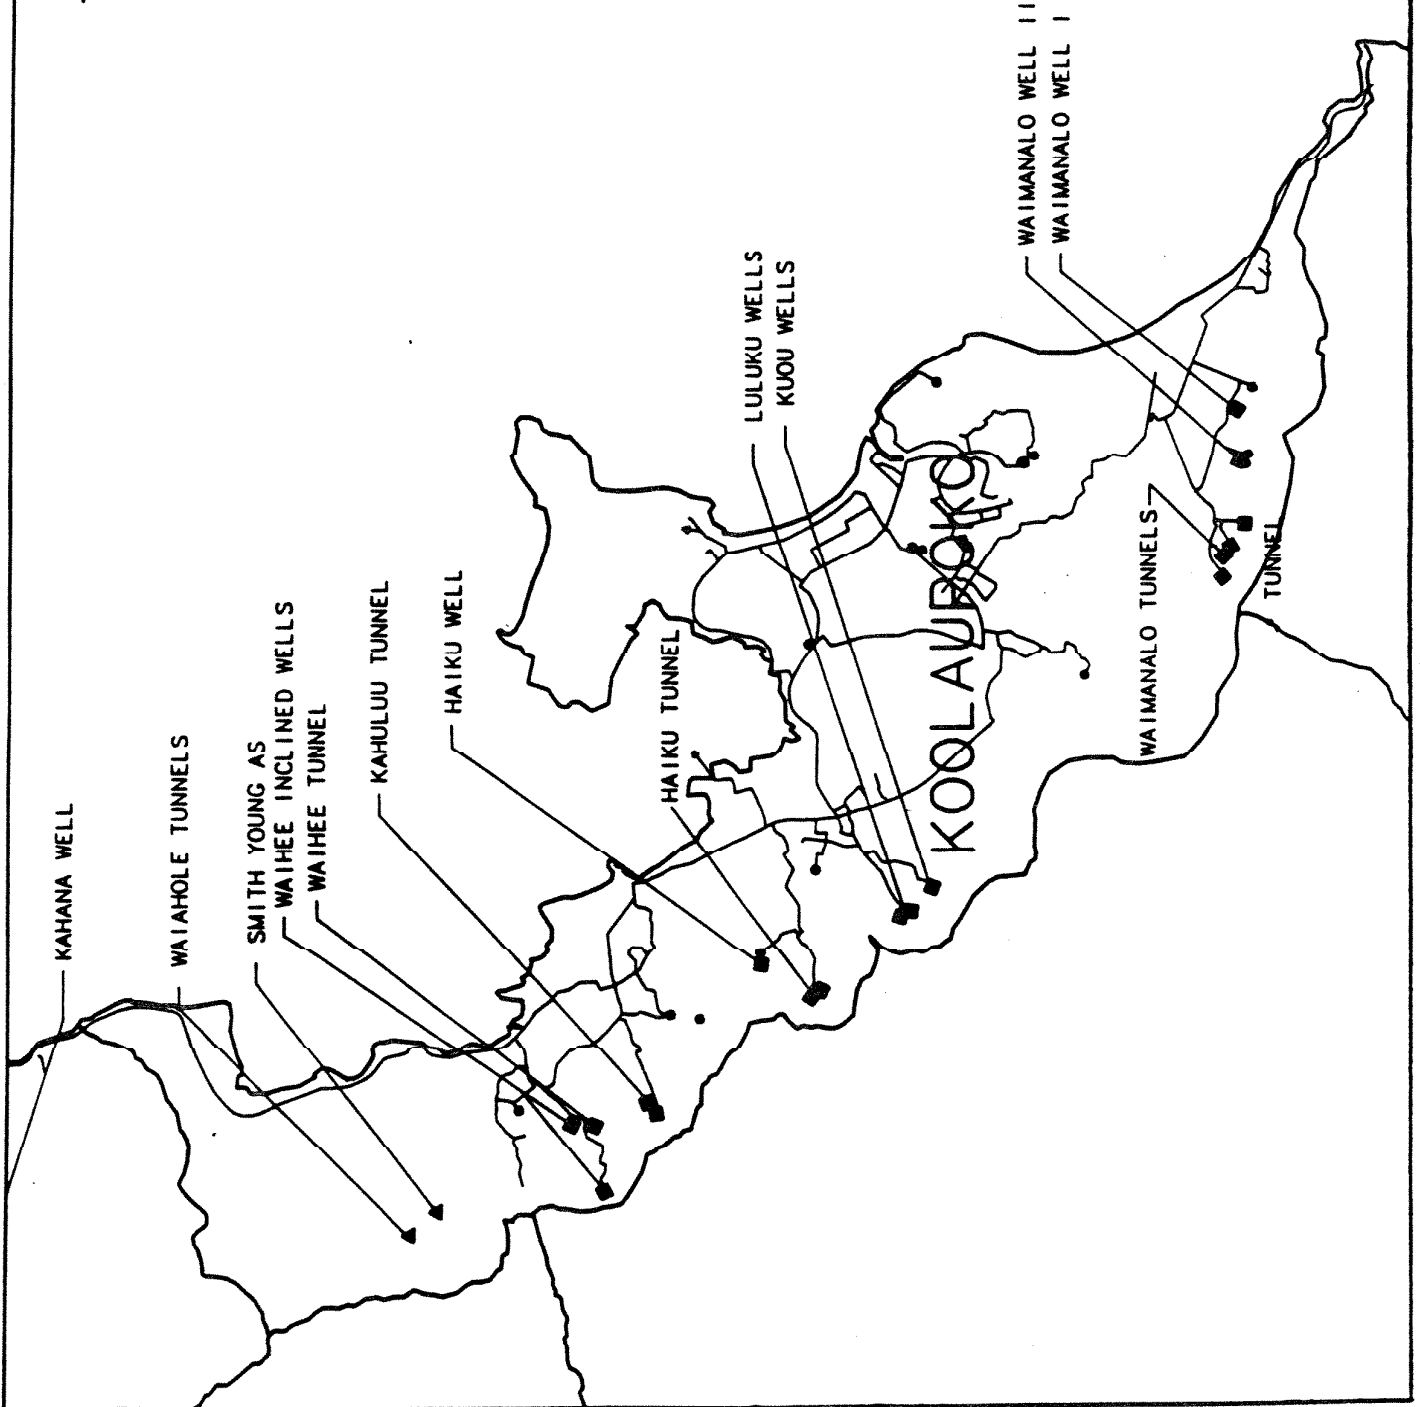 KAHANA WELL
WAIAHOLE TUNNELS
SMITH YOUNG AS
WAIHEE INCLINED WELLS
WAIHEE TUNNEL
KAHULUU TUNNEL
HAIKU WELL
HAIKU TUNNEL
LULUKU WELLS
KUOU WELLS
KOOLAUPOKO
WAIMANALO WELL II
WAIMANALO WELL I
WAIMANALO TUNNELS
TUNNEL